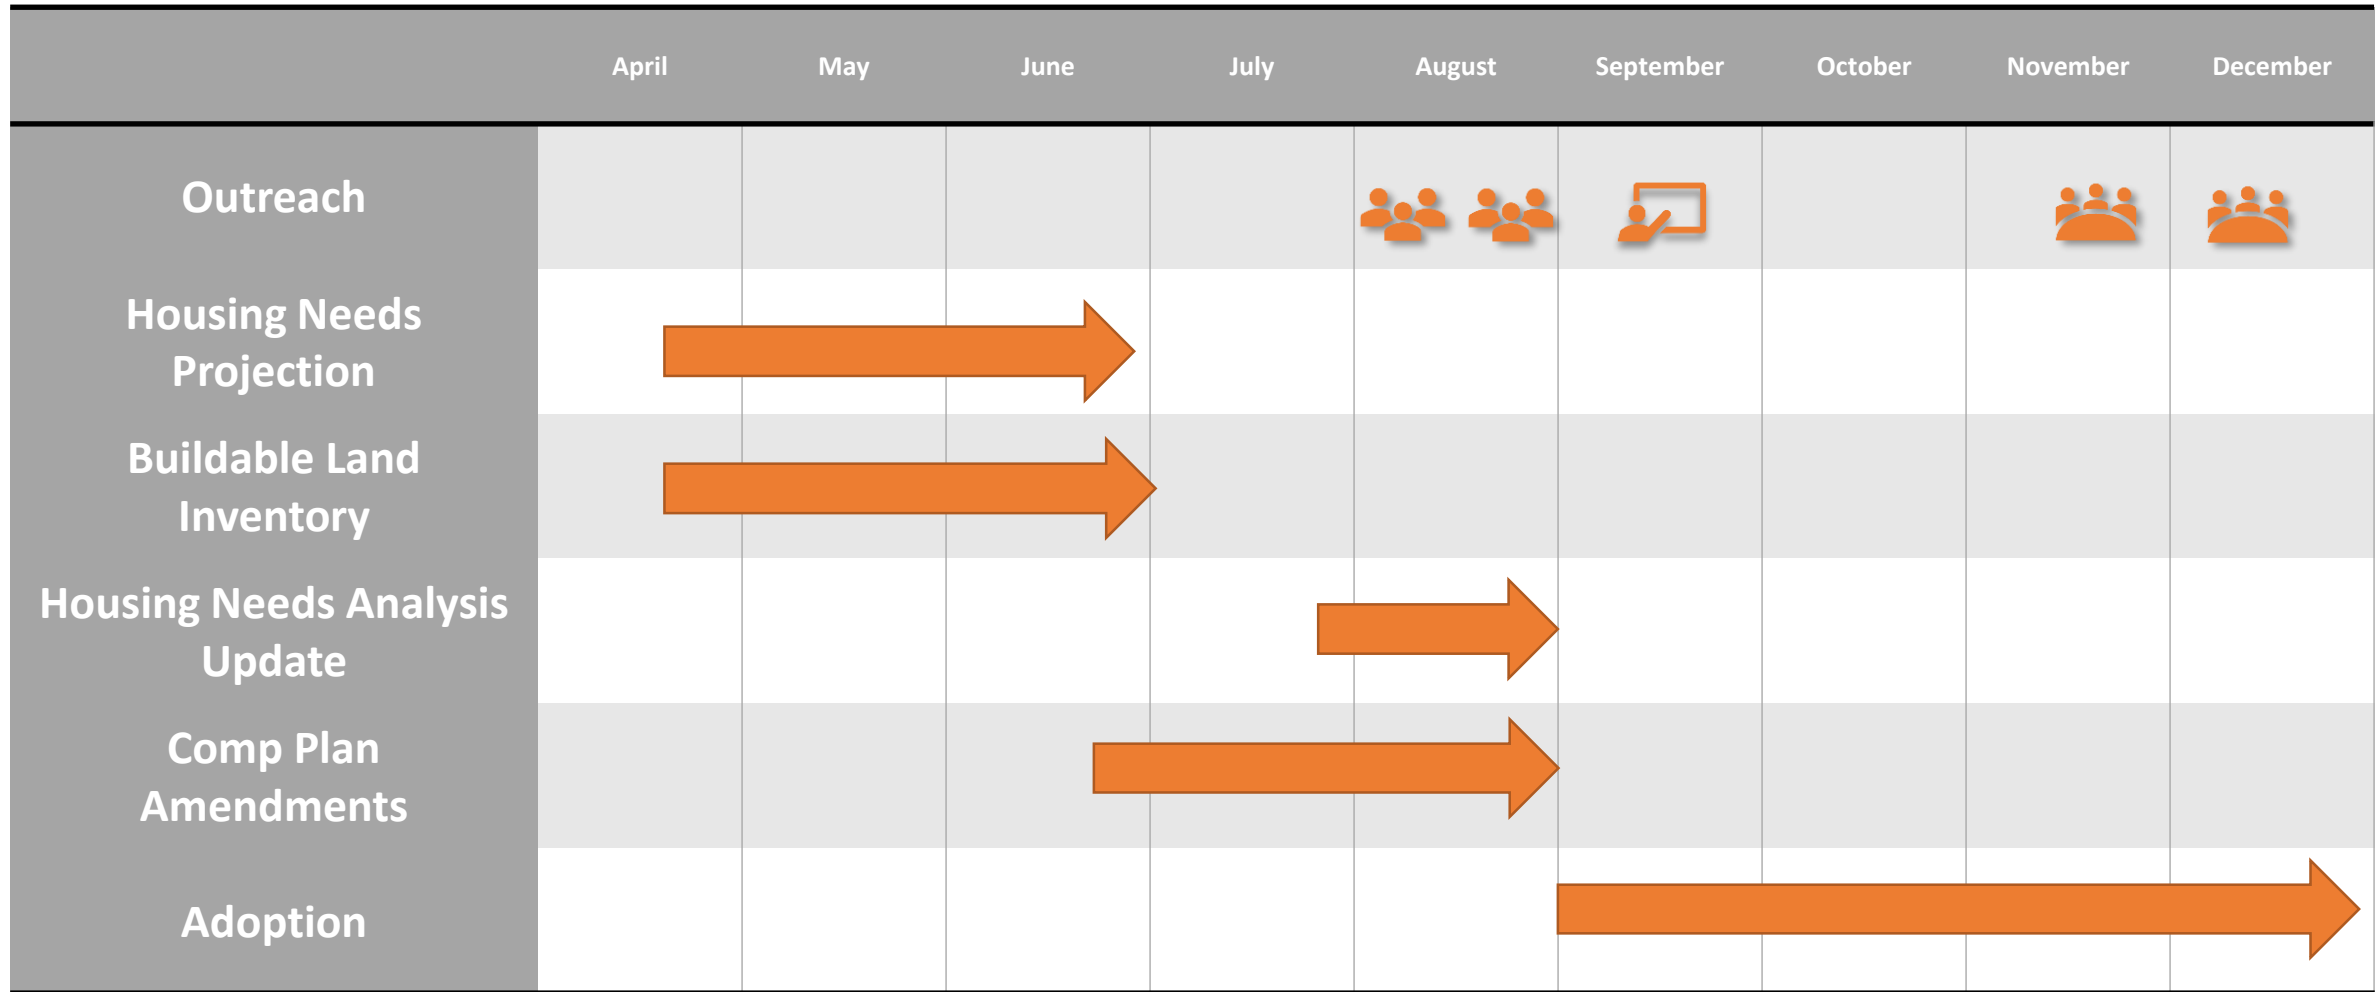 April May June July August September October November December
Outreach
Housing Needs
Projection
Buildable Land
Inventory
Housing Needs Analysis
Update
Comp Plan
Amendments
Adoption